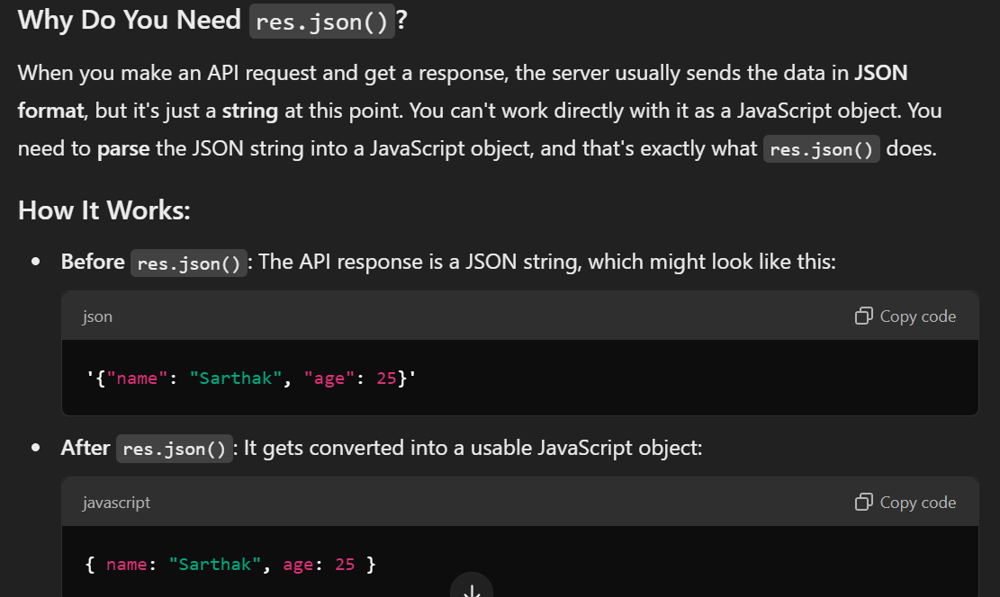 Why Do You Need res.json()?
When you make an API request and get a response, the server usually sends the data in JSON
format, but it's just a string at this point. You can't work directly with it as a JavaScript object. You
need to parse the JSON string into a JavaScript object, and that's exactly what res.json() does.
How It Works:
• Before res.json(): The API response is a JSON string, which might look like this:
json Copy code
'{"name": "Sarthak", "age": 25}'
• After res.json(): It gets converted into a usable JavaScript object:
javascript Copy code
{ name: "Sarthak", age: 25 }